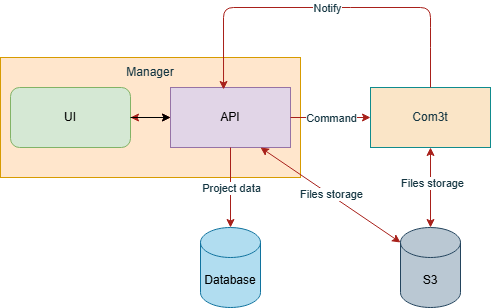 Notify
Manager
UI
API
Command
Com3t
Project data
Files storage
Files storage
Database
S3